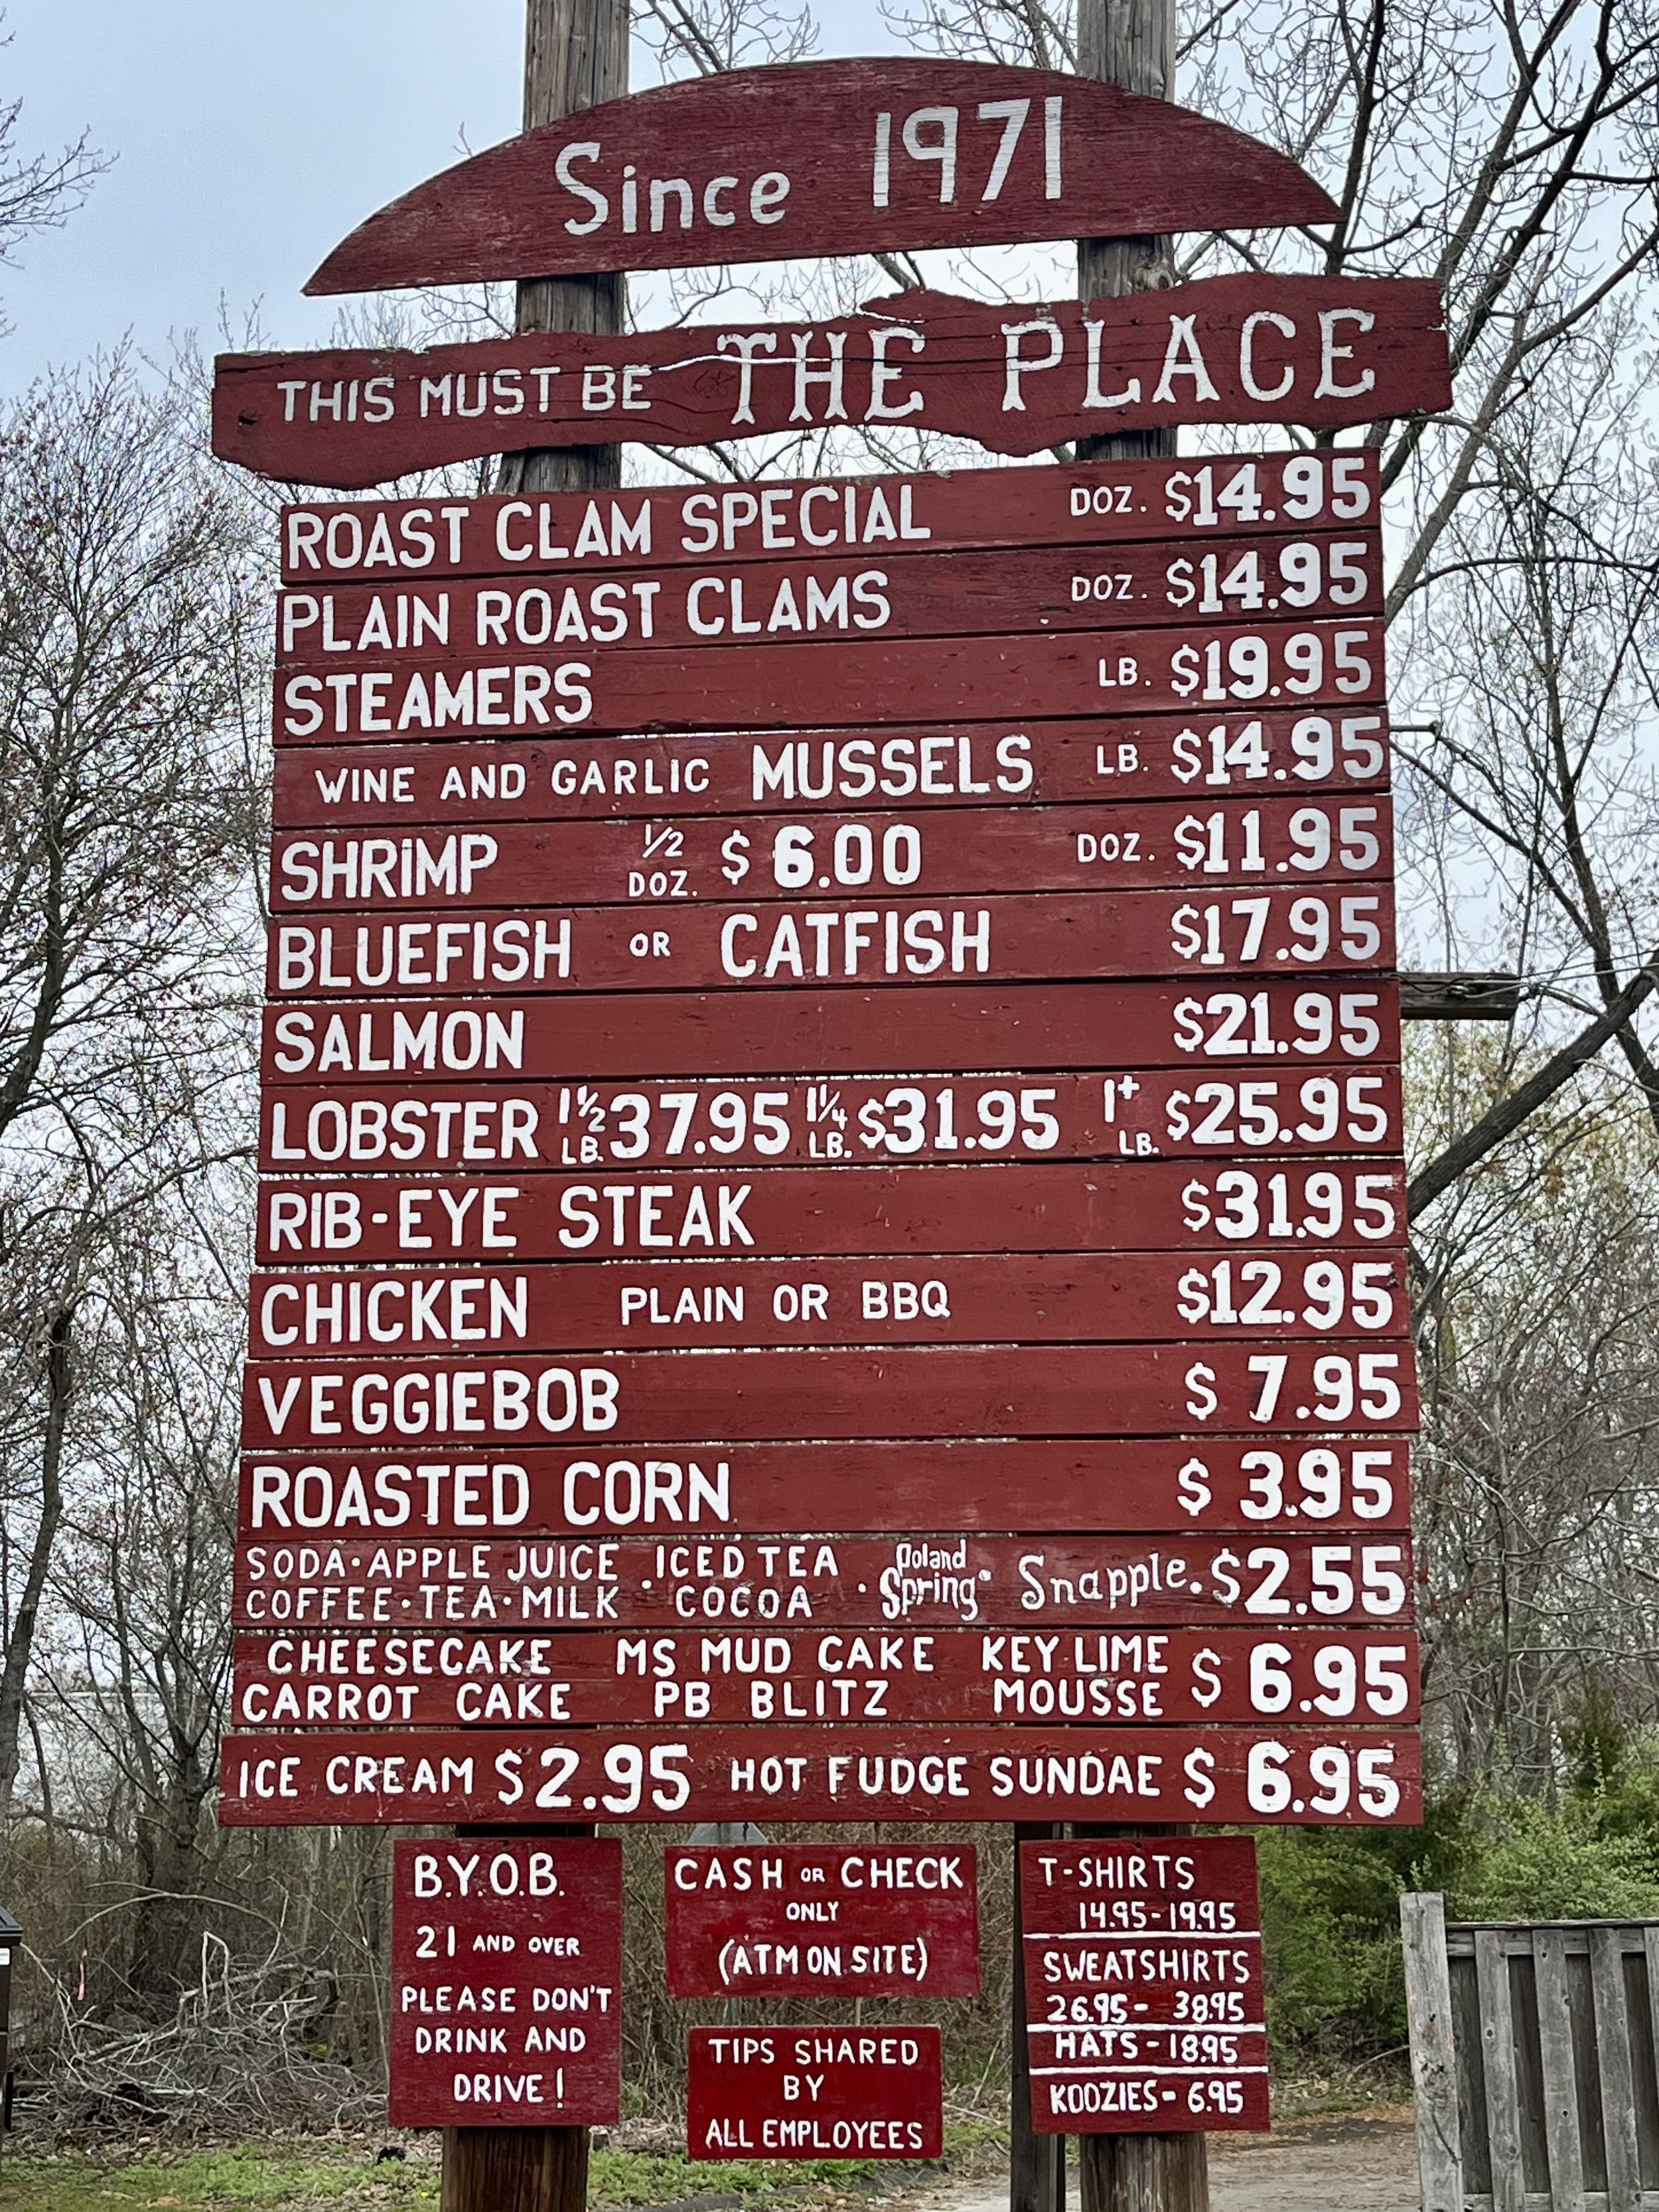 Since 1971
THIS MUST BE THE PLACE
ROAST CLAM SPECIAL DOZ. $14.95
PLAIN ROAST CLAMS DOZ. $14.95
STEAMERS LB. $19.95
WINE AND GARLIC MUSSELS LB. $14.95
SHRIMP 1/2 DOZ. $6.00 DOZ. $11.95
BLUEFISH OR CATFISH $17.95
SALMON $21.95
LOBSTER 1 1/2 LB. 37.95 1 1/4 LB. $31.95 1+ LB. $25.95
RIB-EYE STEAK $31.95
CHICKEN PLAIN OR BBQ $12.95
VEGGIEBOB $7.95
ROASTED CORN $3.95
SODA · APPLE JUICE · ICED TEA · Poland Spring® Snapple. $2.55
COFFEE · TEA · MILK COCOA
CHEESECAKE MS MUD CAKE KEY LIME $6.95
CARROT CAKE PB BLITZ MOUSSE
ICE CREAM $2.95 HOT FUDGE SUNDAE $6.95
B.Y.O.B.
21 AND OVER
PLEASE DON'T
DRINK AND
DRIVE!
CASH OR CHECK
ONLY
(ATM ON SITE)
TIPS SHARED
BY
ALL EMPLOYEES
T-SHIRTS
14.95-19.95
SWEATSHIRTS
26.95- 38.95
HATS-18.95
KOOZIES-6.95